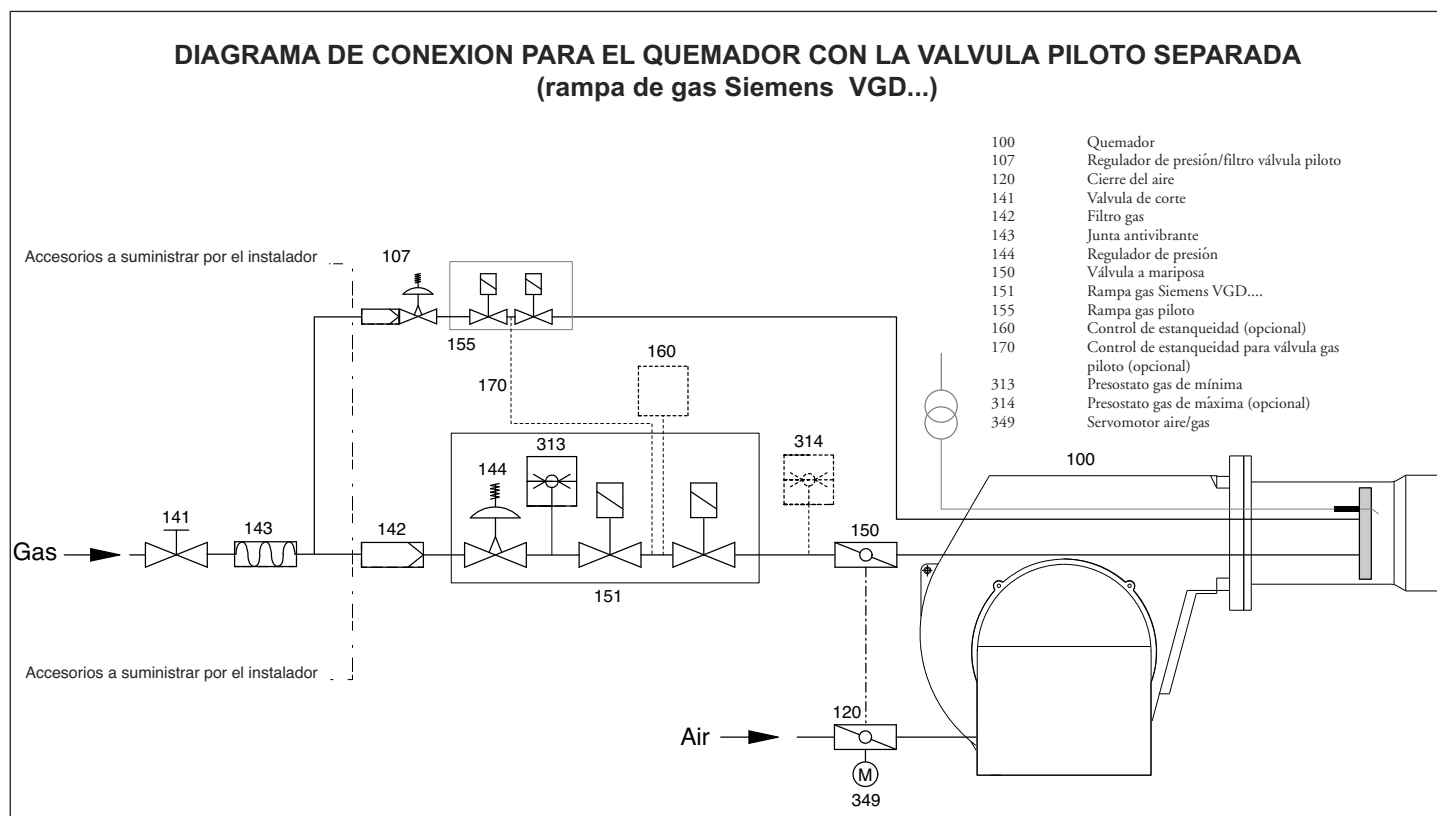 DIAGRAMA DE CONEXION PARA EL QUEMADOR CON LA VALVULA PILOTO SEPARADA
(rampa de gas Siemens VGD...)
100 Quemador
107 Regulador de presión/filtro válvula piloto
120 Cierre del aire
141 Valvula de corte
142 Filtro gas
143 Junta antivibrante
144 Regulador de presión
150 Válvula a mariposa
151 Rampa gas Siemens VGD....
155 Rampa gas piloto
160 Control de estanqueidad (opcional)
170 Control de estanqueidad para válvula gas
piloto (opcional)
313 Presostato gas de mínima
314 Presostato gas de máxima (opcional)
349 Servomotor aire/gas
Accesorios a suministrar por el instalador
107
155
160
170
313
314
144
100
141
143
142
150
Gas
151
Accesorios a suministrar por el instalador
120
Air
M
349